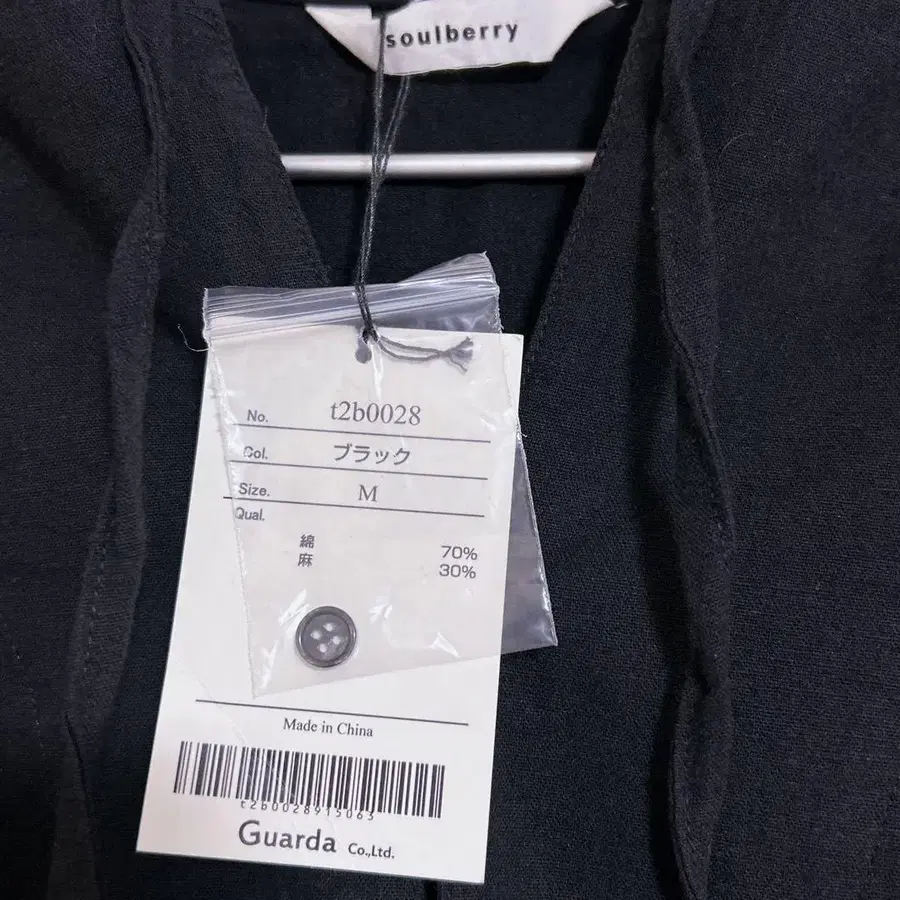 soulberry
No. t2b0028
Col. ブラック
Size. M
Qual.
綿 70%
麻 30%
Made in China
t2b0028915063
Guarda Co.,Ltd.